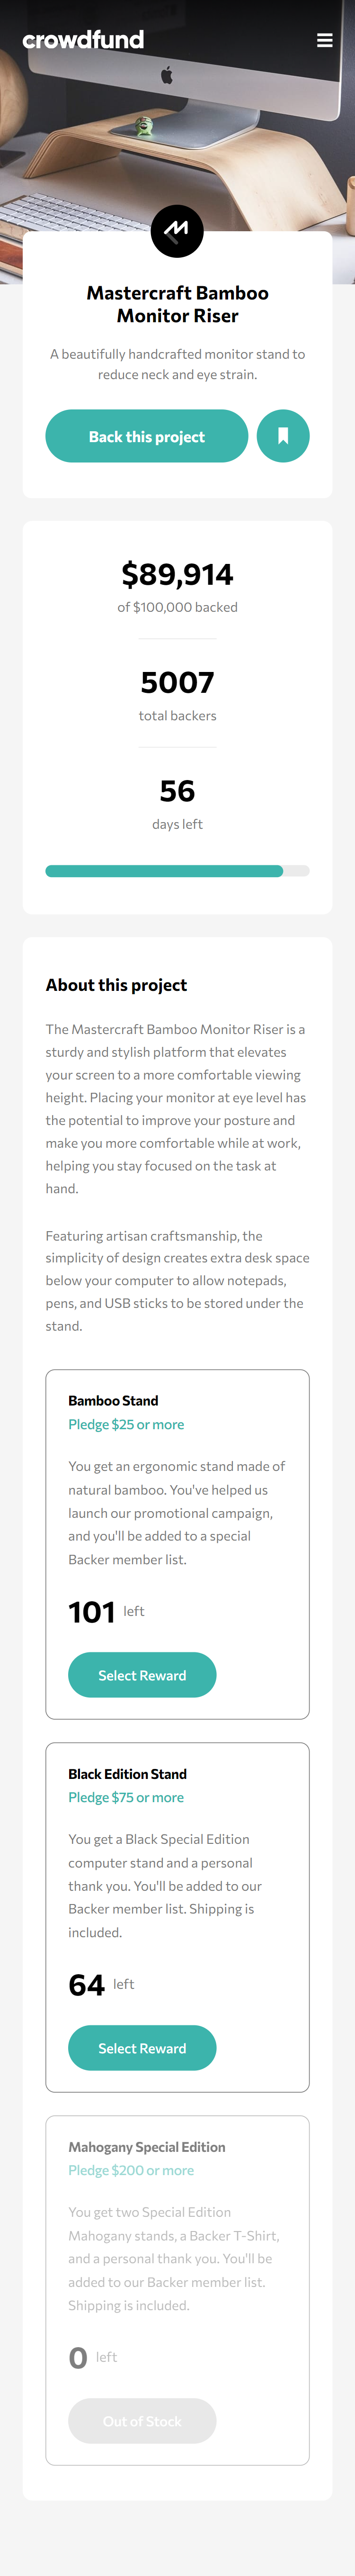 crowdfund
Mastercraft Bamboo
Monitor Riser
A beautifully handcrafted monitor stand to
reduce neck and eye strain.
Back this project
$89,914
of $100,000 backed
5007
total backers
56
days left
About this project
The Mastercraft Bamboo Monitor Riser is a
sturdy and stylish platform that elevates
your screen to a more comfortable viewing
height. Placing your monitor at eye level has
the potential to improve your posture and
make you more comfortable while at work,
helping you stay focused on the task at
hand.
Featuring artisan craftsmanship, the
simplicity of design creates extra desk space
below your computer to allow notepads,
pens, and USB sticks to be stored under the
stand.
Bamboo Stand
Pledge $25 or more
You get an ergonomic stand made of
natural bamboo. You've helped us
launch our promotional campaign,
and you'll be added to a special
Backer member list.
101 left
Select Reward
Black Edition Stand
Pledge $75 or more
You get a Black Special Edition
computer stand and a personal
thank you. You'll be added to our
Backer member list. Shipping is
included.
64 left
Select Reward
Mahogany Special Edition
Pledge $200 or more
You get two Special Edition
Mahogany stands, a Backer T-Shirt,
and a personal thank you. You'll be
added to our Backer member list.
Shipping is included.
0 left
Out of Stock